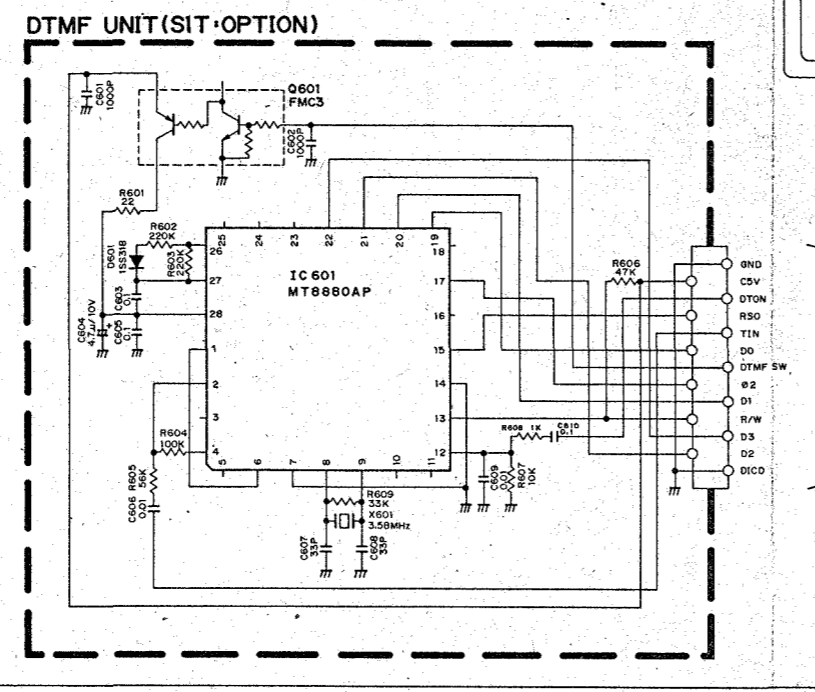 DTMF UNIT(SIT·OPTION)
C601
1000P
Q601
FMC3
C602
1000P
R601
22
R602
220K
D601
1SS318
R603
220K
C603
0.1
C604
4.7μ/10V
+
C605
0.1
IC601
MT8880AP
25
24
23
22
21
20
19
26
27
28
1
2
3
4
18
17
16
15
14
13
12
5
6
7
8
9
10
11
R604
100K
R605
56K
C606
0.01
R609
33K
X601
3.58MHz
C607
33P
C608
33P
R606
47K
R608 1K
C610
0.1
C609
0.01
R607
10K
GND
C5V
DTON
RSO
TIN
DO
DTMF SW
Ø2
D1
R/W
D3
D2
DICD